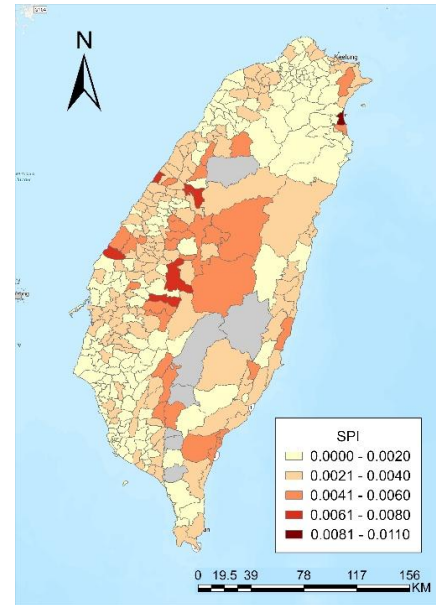 N
Keelung
SPI
0.0000 - 0.0020
0.0021 - 0.0040
0.0041 - 0.0060
0.0061 - 0.0080
0.0081 - 0.0110
0 19.5 39 78 117 156
KM